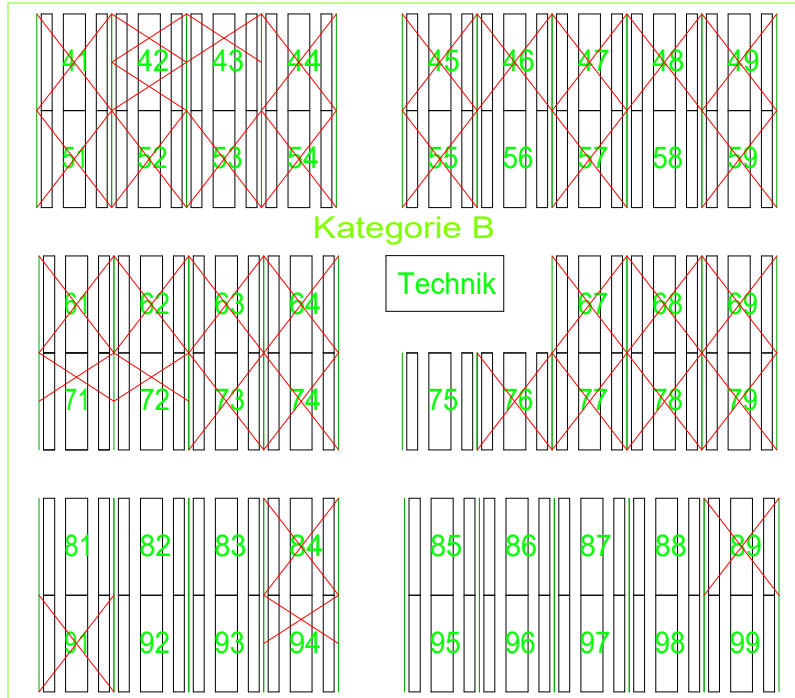 41 42 43 44 45 46 47 48 49
51 52 53 54 55 56 57 58 59
Kategorie B
Technik
61 62 63 64 67 68 69
71 72 73 74 75 76 77 78 79
81 82 83 84 85 86 87 88 89
91 92 93 94 95 96 97 98 99